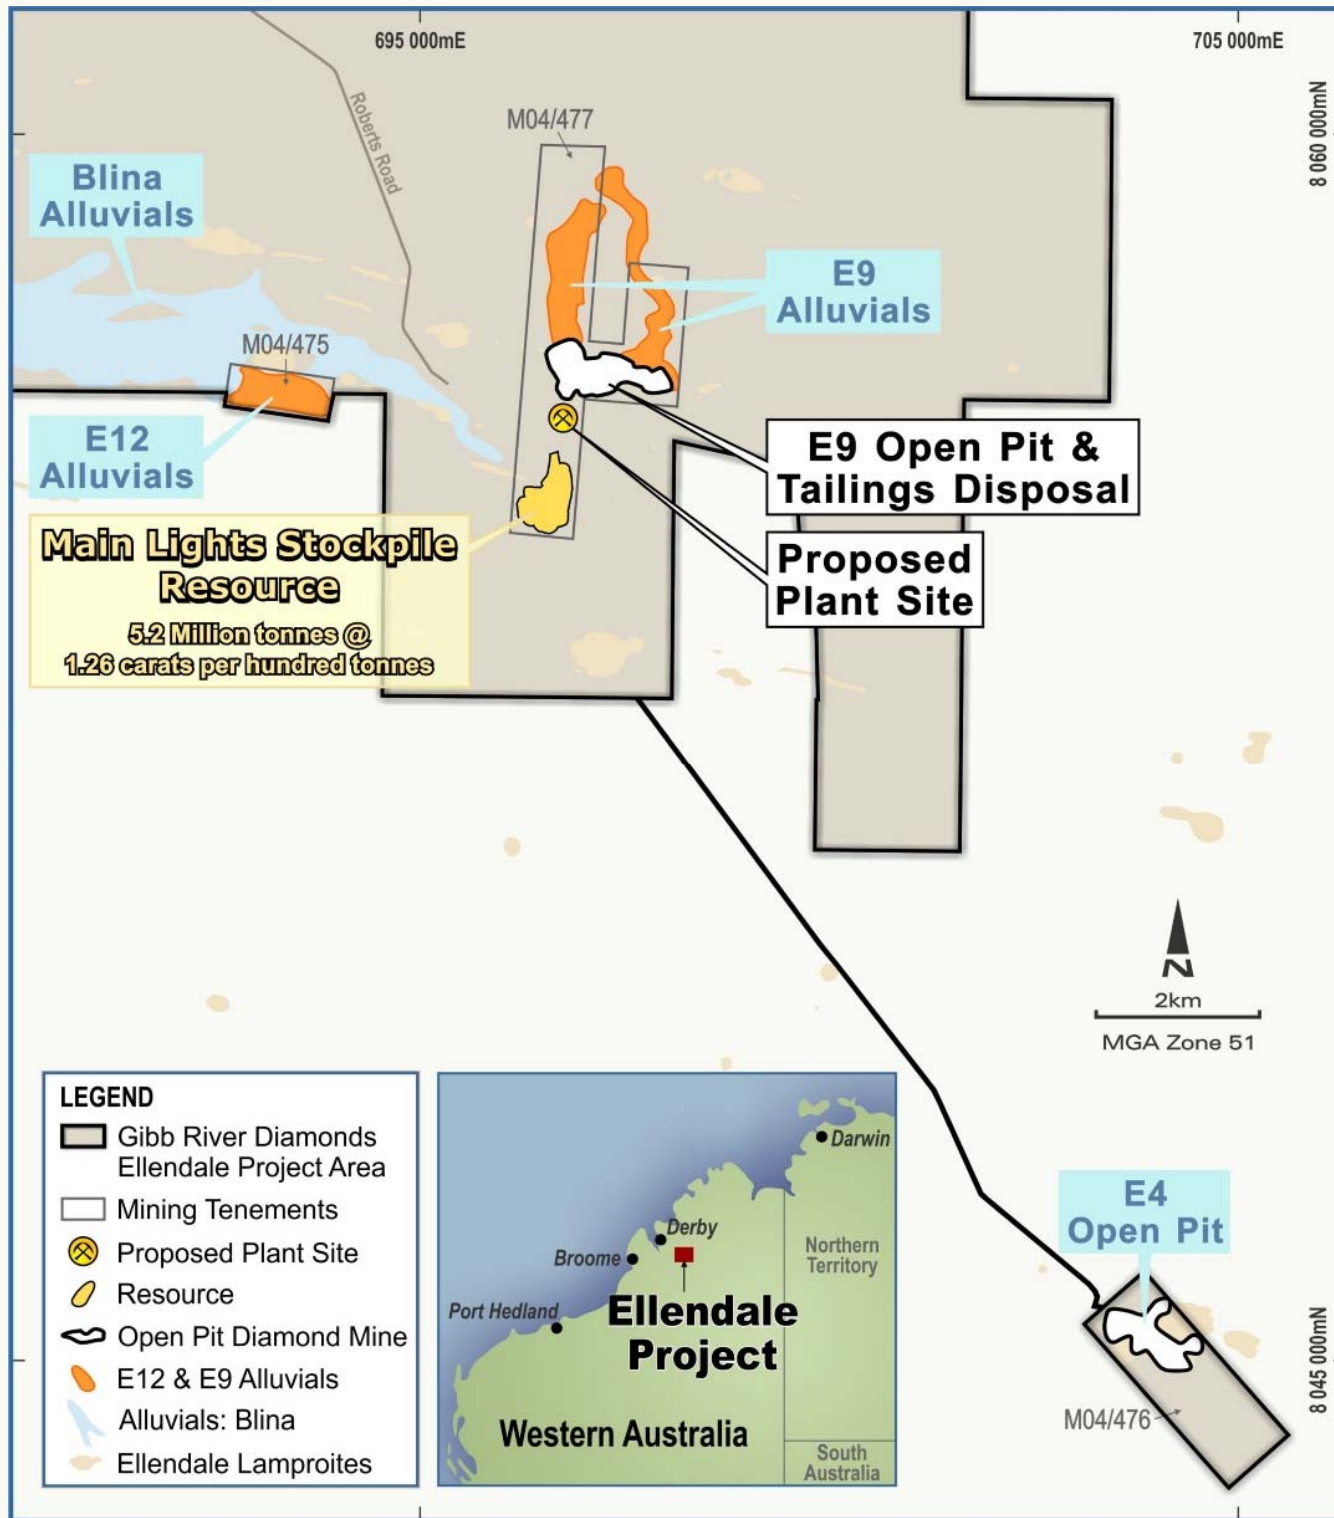 695 000mE
705 000mE
8 060 000mN
Roberts Road
M04/477
Blina
Alluvials
E9
Alluvials
M04/475
E12
Alluvials
E9 Open Pit &
Tailings Disposal
Main Lights Stockpile
Resource
5.2 Million tonnes @
1.26 carats per hundred tonnes
Proposed
Plant Site
N
2km
MGA Zone 51
LEGEND
Gibb River Diamonds
Ellendale Project Area
Mining Tenements
Proposed Plant Site
Resource
Open Pit Diamond Mine
E12 & E9 Alluvials
Alluvials: Blina
Ellendale Lamproites
Darwin
Derby
Broome
Northern
Territory
Port Hedland
Ellendale
Project
Western Australia
South
Australia
E4
Open Pit
M04/476
8 045 000mN